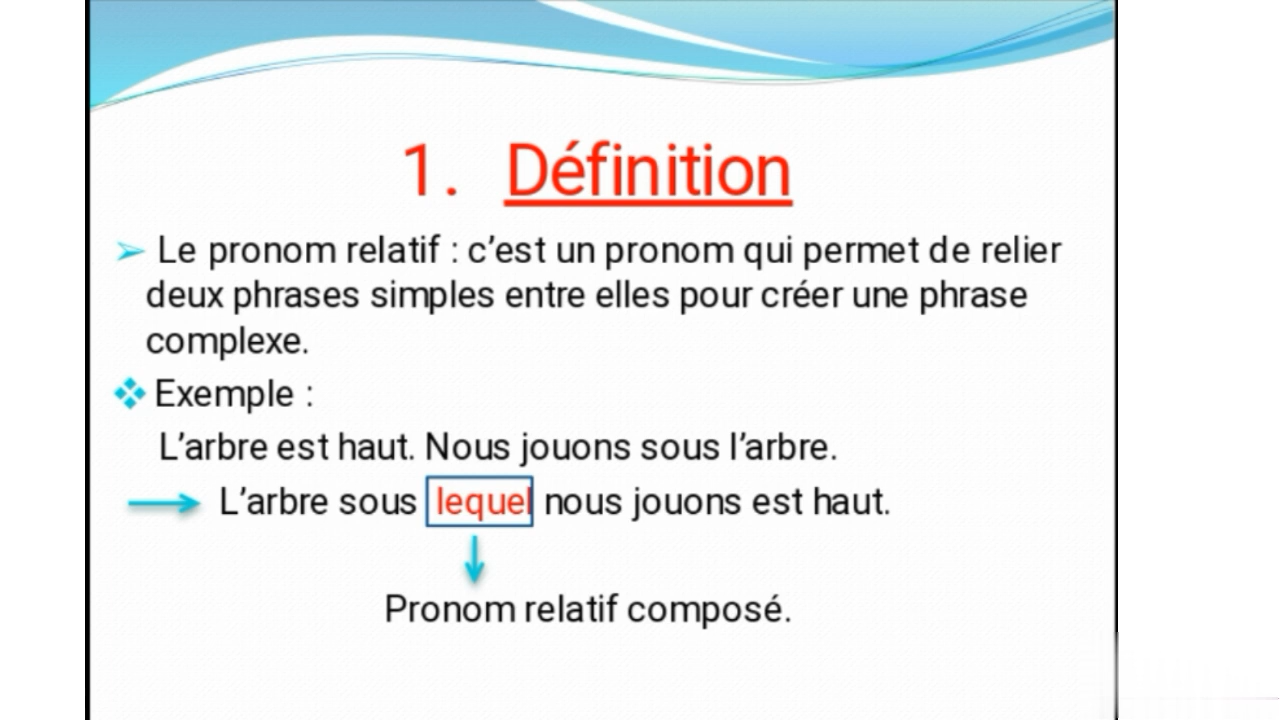 1. Définition
Le pronom relatif : c’est un pronom qui permet de relier
deux phrases simples entre elles pour créer une phrase
complexe.
Exemple :
L’arbre est haut. Nous jouons sous l’arbre.
L’arbre sous lequel nous jouons est haut.
Pronom relatif composé.